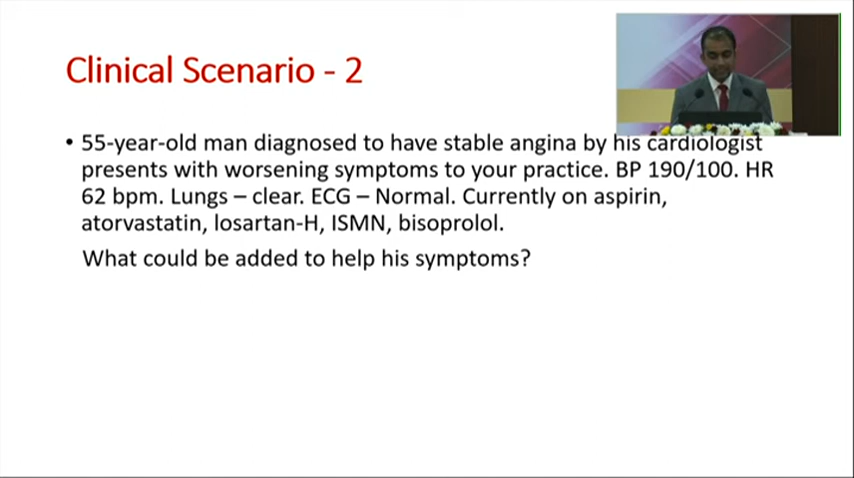 Clinical Scenario - 2
• 55-year-old man diagnosed to have stable angina by his cardiologist
presents with worsening symptoms to your practice. BP 190/100. HR
62 bpm. Lungs – clear. ECG – Normal. Currently on aspirin,
atorvastatin, losartan-H, ISMN, bisoprolol.
What could be added to help his symptoms?